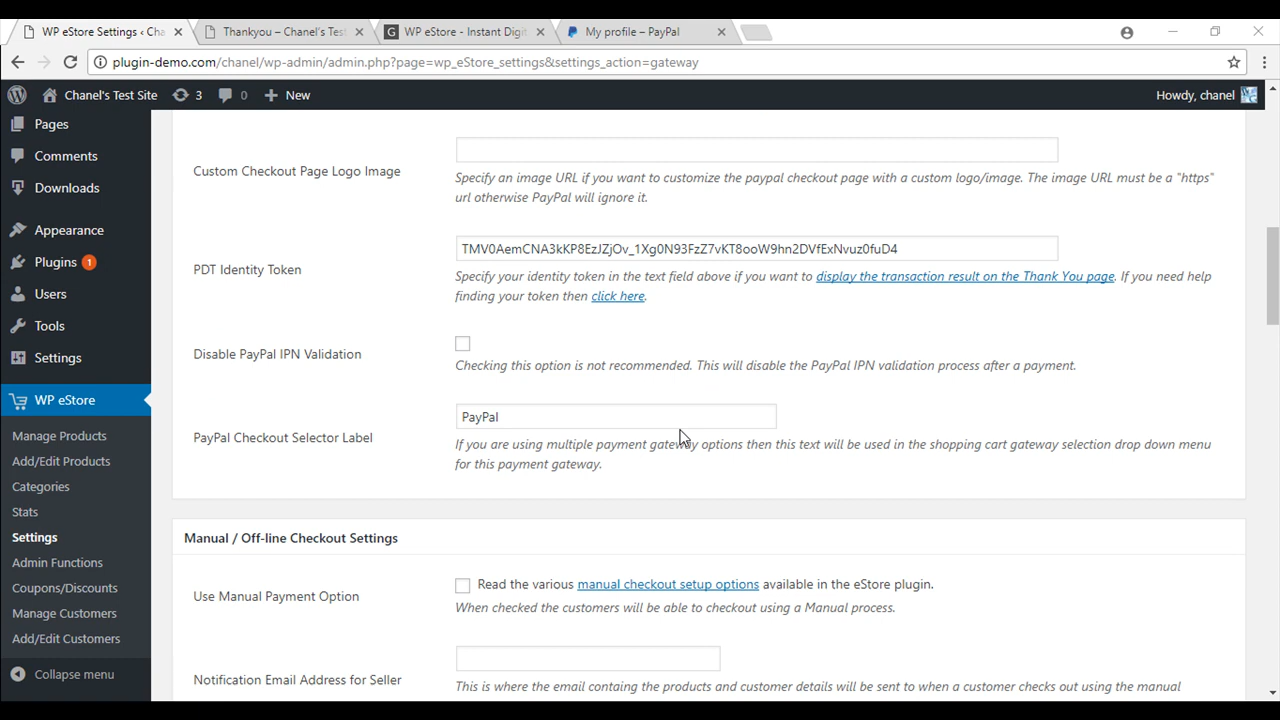 WP eStore Settings ‹ Cha
Thankyou – Chanel's Test
WP eStore - Instant Digit
My profile – PayPal
plugin-demo.com/chanel/wp-admin/admin.php?page=wp_eStore_settings&settings_action=gateway
Chanel's Test Site
3
0
New
Howdy, chanel
Pages
Comments
Downloads
Appearance
Plugins 1
Users
Tools
Settings
WP eStore
Manage Products
Add/Edit Products
Categories
Stats
Settings
Admin Functions
Coupons/Discounts
Manage Customers
Add/Edit Customers
Collapse menu
Custom Checkout Page Logo Image
Specify an image URL if you want to customize the paypal checkout page with a custom logo/image. The image URL must be a "https"
url otherwise PayPal will ignore it.
PDT Identity Token
TMV0AemCNA3kKP8EzJZjOv_1Xg0N93FzZ7vKT8ooW9hn2DVfExNvuz0fuD4
Specify your identity token in the text field above if you want to display the transaction result on the Thank You page. If you need help
finding your token then click here.
Disable PayPal IPN Validation
Checking this option is not recommended. This will disable the PayPal IPN validation process after a payment.
PayPal Checkout Selector Label
PayPal
If you are using multiple payment gateway options then this text will be used in the shopping cart gateway selection drop down menu
for this payment gateway.
Manual / Off-line Checkout Settings
Use Manual Payment Option
Read the various manual checkout setup options available in the eStore plugin.
When checked the customers will be able to checkout using a Manual process.
Notification Email Address for Seller
This is where the email containg the products and customer details will be sent to when a customer checks out using the manual